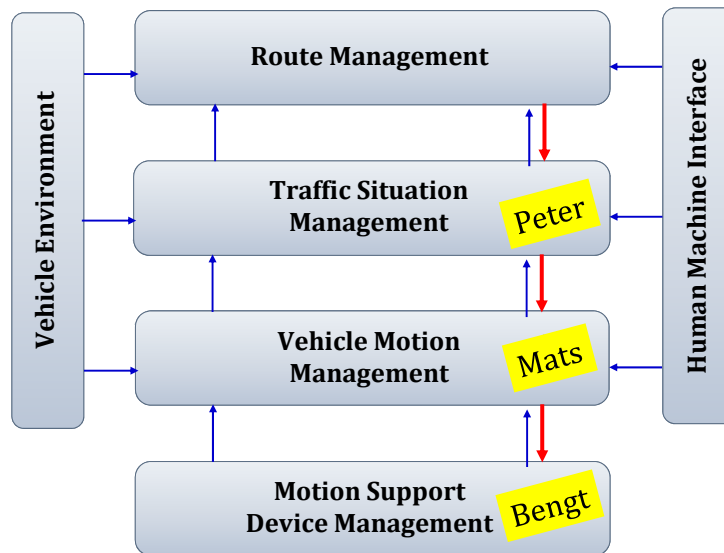 Vehicle Environment
Route Management
Traffic Situation
Management
Peter
Vehicle Motion
Management
Mats
Motion Support
Device Management
Bengt
Human Machine Interface